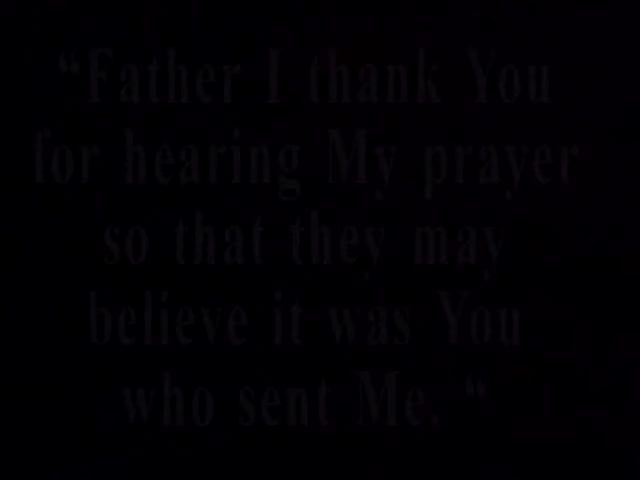 “Father I thank You
for hearing My prayer
so that they may
believe it was You
who sent Me. “